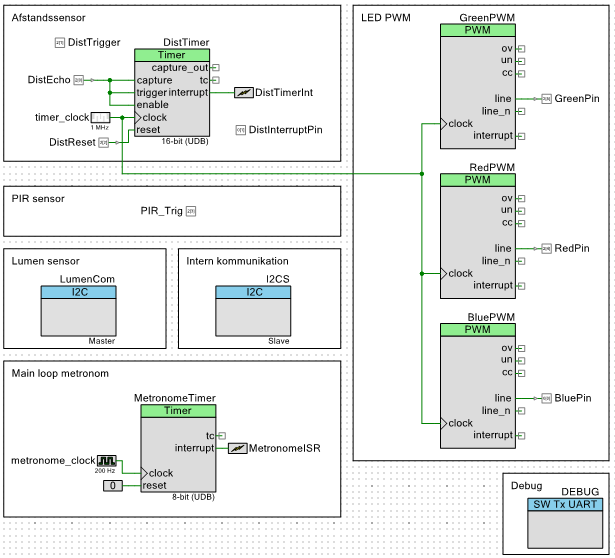 Afstandssensor
DistTrigger
DistTimer
Timer
capture_out
DistEcho
capture
tc
trigger interrupt
DistTimerInt
enable
timer_clock
1 MHz
clock
DistReset
reset
16-bit (UDB)
DistInterruptPin
PIR sensor
PIR_Trig
Lumen sensor
LumenCom
I2C
Master
Intern kommunikation
I2CS
I2C
Slave
Main loop metronom
MetronomeTimer
Timer
tc
interrupt
MetronomeISR
metronome_clock
200 Hz
clock
0
reset
8-bit (UDB)
LED PWM
GreenPWM
PWM
ov
un
cc
line
GreenPin
line_n
clock
interrupt
RedPWM
PWM
ov
un
cc
line
RedPin
line_n
clock
interrupt
BluePWM
PWM
ov
un
cc
line
BluePin
line_n
clock
interrupt
Debug
DEBUG
SW Tx UART